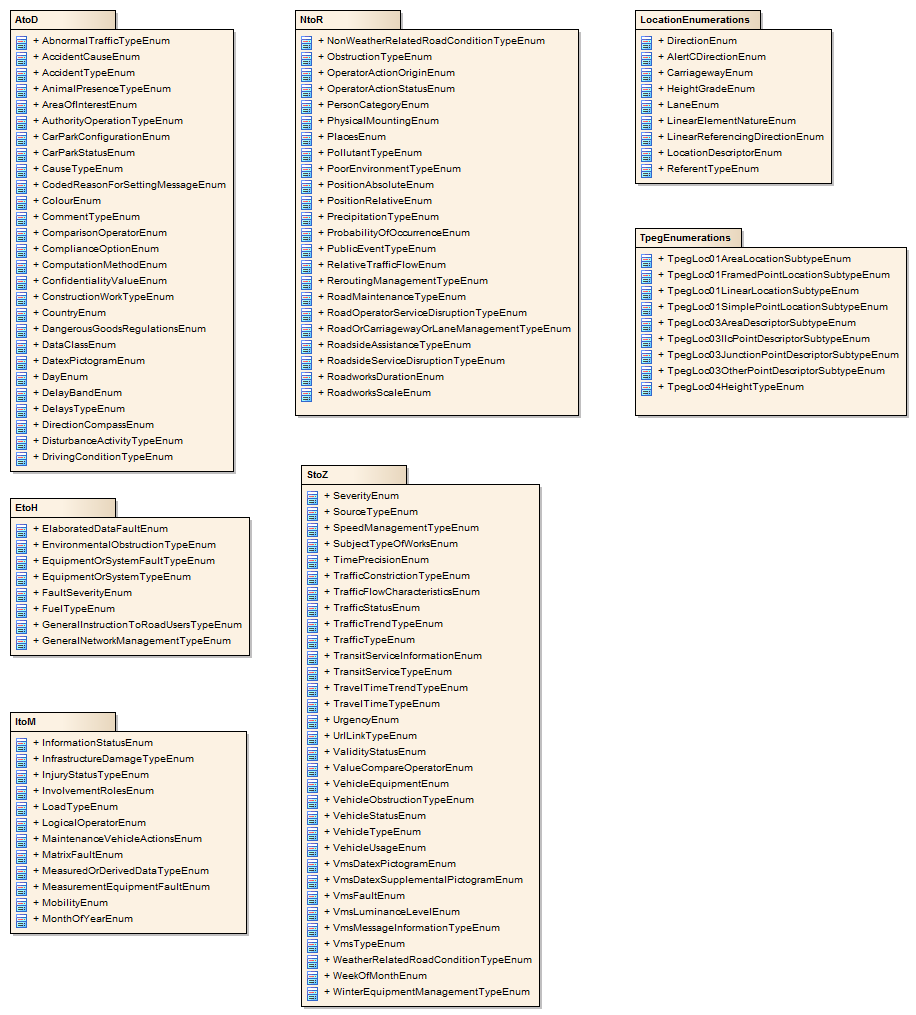 AtoD
+ AbnormalTrafficTypeEnum
+ AccidentCauseEnum
+ AccidentTypeEnum
+ AnimalPresenceTypeEnum
+ AreaOfInterestEnum
+ AuthorityOperationTypeEnum
+ CarParkConfigurationEnum
+ CarParkStatusEnum
+ CauseTypeEnum
+ CodedReasonForSettingMessageEnum
+ ColourEnum
+ CommentTypeEnum
+ ComparisonOperatorEnum
+ ComplianceOptionEnum
+ ComputationMethodEnum
+ ConfidentialityValueEnum
+ ConstructionWorkTypeEnum
+ CountryEnum
+ DangerousGoodsRegulationsEnum
+ DataClassEnum
+ DatexPictogramEnum
+ DayEnum
+ DelayBandEnum
+ DelaysTypeEnum
+ DirectionCompassEnum
+ DisturbanceActivityTypeEnum
+ DrivingConditionTypeEnum
EtoH
+ ElaboratedDataFaultEnum
+ EnvironmentalObstructionTypeEnum
+ EquipmentOrSystemFaultTypeEnum
+ EquipmentOrSystemTypeEnum
+ FaultSeverityEnum
+ FuelTypeEnum
+ GeneralInstructionToRoadUsersTypeEnum
+ GeneralNetworkManagementTypeEnum
ItoM
+ InformationStatusEnum
+ InfrastructureDamageTypeEnum
+ InjuryStatusTypeEnum
+ InvolvementRolesEnum
+ LoadTypeEnum
+ LogicalOperatorEnum
+ MaintenanceVehicleActionsEnum
+ MatrixFaultEnum
+ MeasuredOrDerivedDataTypeEnum
+ MeasurementEquipmentFaultEnum
+ MobilityEnum
+ MonthOfYearEnum
NtoR
+ NonWeatherRelatedRoadConditionTypeEnum
+ ObstructionTypeEnum
+ OperatorActionOriginEnum
+ OperatorActionStatusEnum
+ PersonCategoryEnum
+ PhysicalMountingEnum
+ PlacesEnum
+ PollutantTypeEnum
+ PoorEnvironmentTypeEnum
+ PositionAbsoluteEnum
+ PositionRelativeEnum
+ PrecipitationTypeEnum
+ ProbabilityOfOccurrenceEnum
+ PublicEventTypeEnum
+ RelativeTrafficFlowEnum
+ ReroutingManagementTypeEnum
+ RoadMaintenanceTypeEnum
+ RoadOperatorServiceDisruptionTypeEnum
+ RoadOrCarriagewayOrLaneManagementTypeEnum
+ RoadsideAssistanceTypeEnum
+ RoadsideServiceDisruptionTypeEnum
+ RoadworksDurationEnum
+ RoadworksScaleEnum
StoZ
+ SeverityEnum
+ SourceTypeEnum
+ SpeedManagementTypeEnum
+ SubjectTypeOfWorksEnum
+ TimePrecisionEnum
+ TrafficConstrictionTypeEnum
+ TrafficFlowCharacteristicsEnum
+ TrafficStatusEnum
+ TrafficTrendTypeEnum
+ TrafficTypeEnum
+ TransitServiceInformationEnum
+ TransitServiceTypeEnum
+ TravelTimeTrendTypeEnum
+ TravelTimeTypeEnum
+ UrgencyEnum
+ UrlLinkTypeEnum
+ ValidityStatusEnum
+ ValueCompareOperatorEnum
+ VehicleEquipmentEnum
+ VehicleObstructionTypeEnum
+ VehicleStatusEnum
+ VehicleTypeEnum
+ VehicleUsageEnum
+ VmsDatexPictogramEnum
+ VmsDatexSupplementalPictogramEnum
+ VmsFaultEnum
+ VmsLuminanceLevelEnum
+ VmsMessageInformationTypeEnum
+ VmsTypeEnum
+ WeatherRelatedRoadConditionTypeEnum
+ WeekOfMonthEnum
+ WinterEquipmentManagementTypeEnum
LocationEnumerations
+ DirectionEnum
+ AlertCDirectionEnum
+ CarriagewayEnum
+ HeightGradeEnum
+ LaneEnum
+ LinearElementNatureEnum
+ LinearReferencingDirectionEnum
+ LocationDescriptorEnum
+ ReferentTypeEnum
TpegEnumerations
+ TpegLoc01AreaLocationSubtypeEnum
+ TpegLoc01FramedPointLocationSubtypeEnum
+ TpegLoc01LinearLocationSubtypeEnum
+ TpegLoc01SimplePointLocationSubtypeEnum
+ TpegLoc03AreaDescriptorSubtypeEnum
+ TpegLoc03IlcPointDescriptorSubtypeEnum
+ TpegLoc03JunctionPointDescriptorSubtypeEnum
+ TpegLoc03OtherPointDescriptorSubtypeEnum
+ TpegLoc04HeightTypeEnum